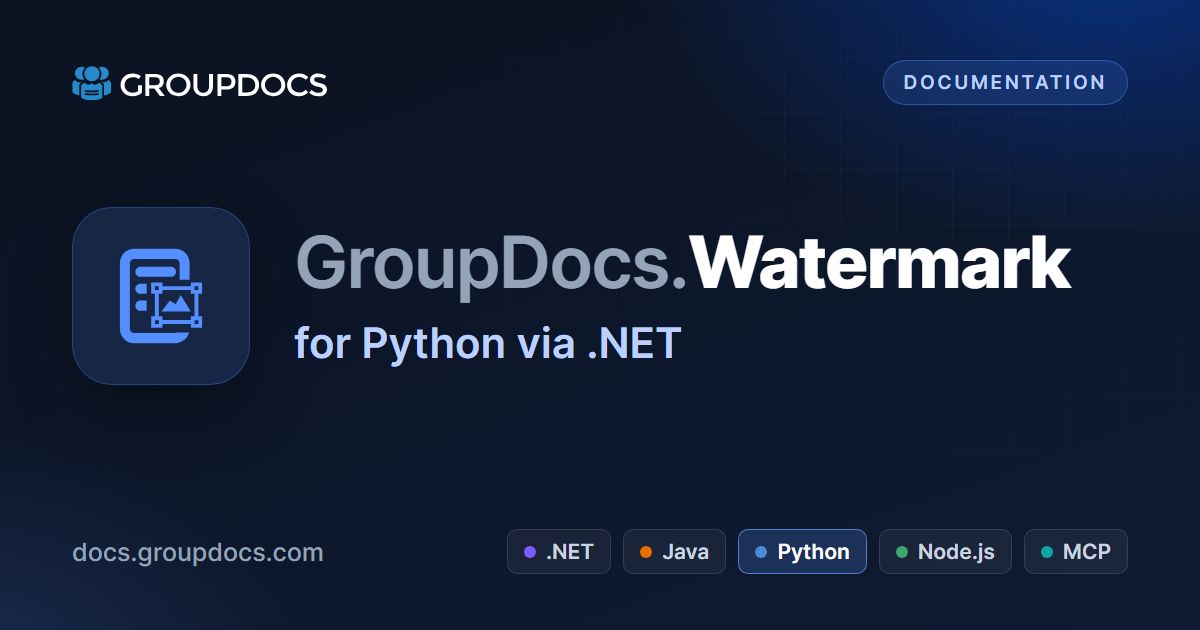 GROUPDOCS
DOCUMENTATION
GroupDocs.Watermark
for Python via .NET
docs.groupdocs.com
.NET
Java
Python
Node.js
MCP